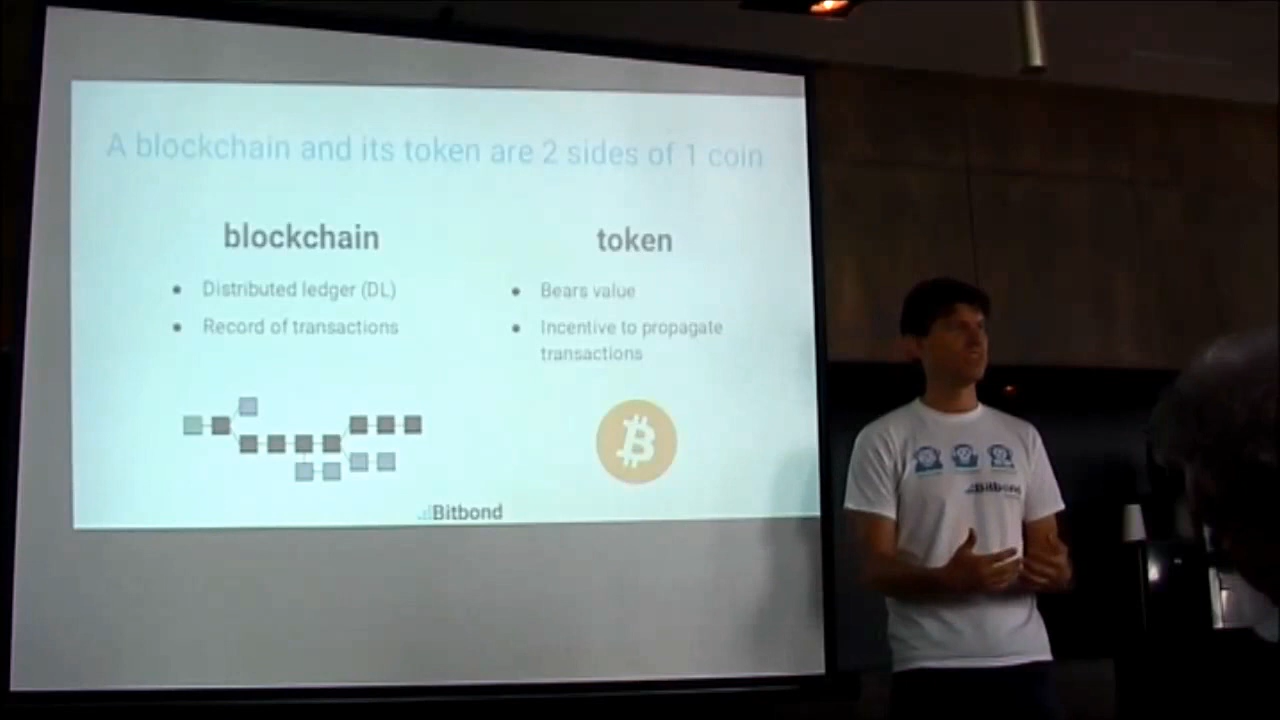 A blockchain and its token are 2 sides of 1 coin
blockchain
• Distributed ledger (DL)
• Record of transactions
token
• Bears value
• Incentive to propagate
transactions
Bitbond
Bitbond